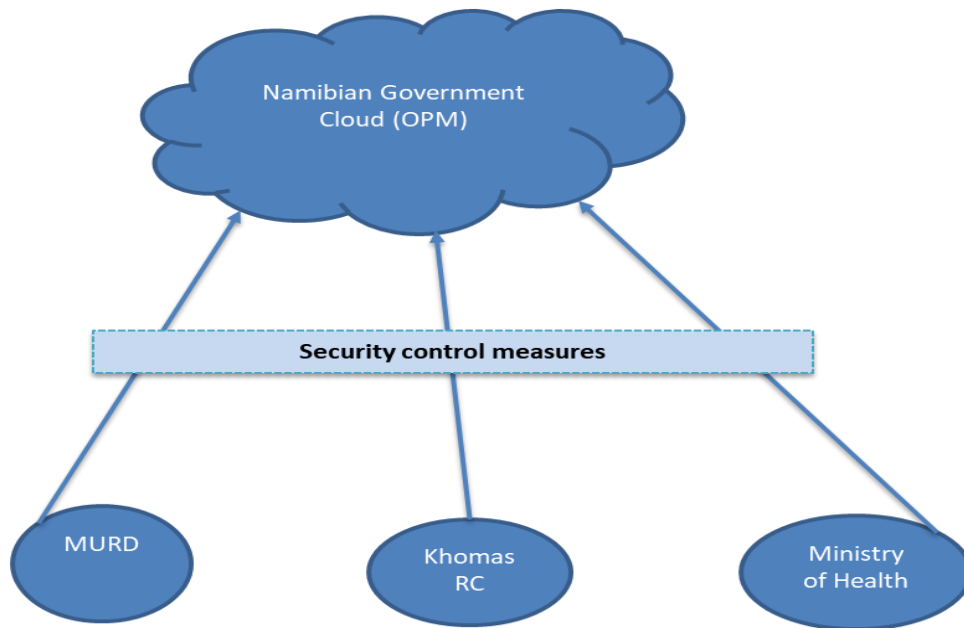 Namibian Government
Cloud (OPM)
Security control measures
MURD
Khomas
RC
Ministry
of Health